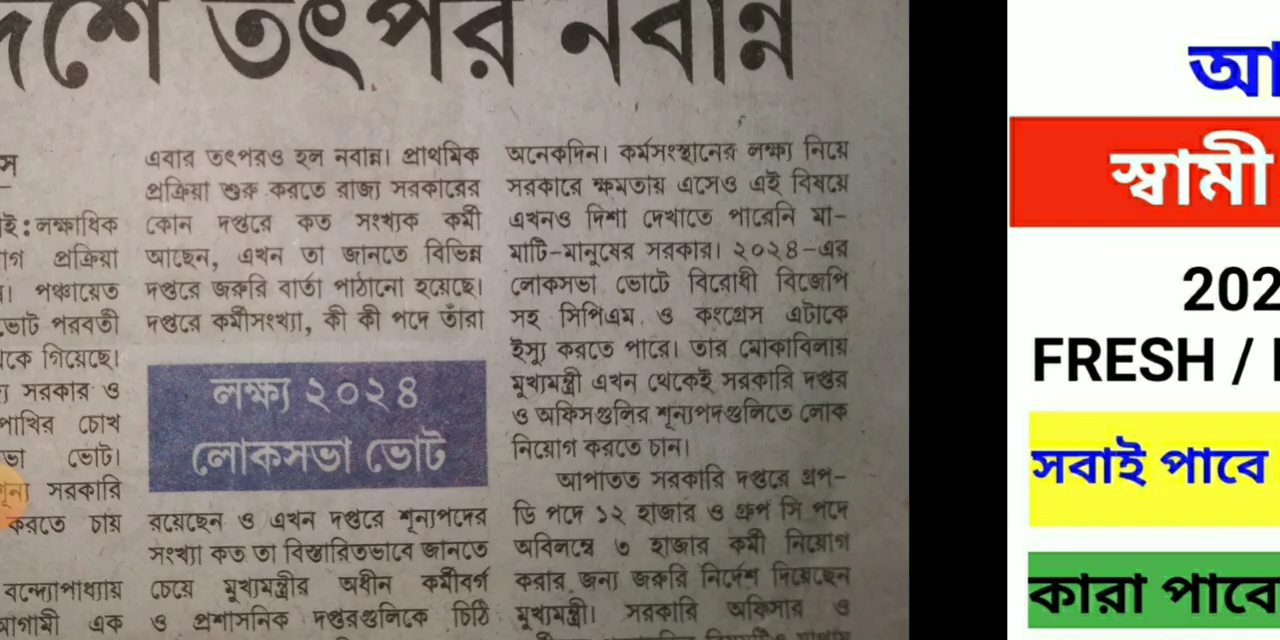 তৎপর নবান্ন
ই: লক্ষাধিক
প্রক্রিয়া
। পঞ্চায়েত
ভোট পরবর্তী
কে গিয়েছে।
সরকার ও
পাখির চোখ
ভোট।
সরকারি
করতে চায়
বন্দ্যোপাধ্যায়
আগামী এক
এবার তৎপরও হল নবান্ন। প্রাথমিক
প্রক্রিয়া শুরু করতে রাজ্য সরকারের
কোন দপ্তরে কত সংখ্যক কর্মী
আছেন, এখন তা জানতে বিভিন্ন
দপ্তরে জরুরি বার্তা পাঠানো হয়েছে।
দপ্তরে কর্মীসংখ্যা, কী কী পদে তাঁরা
লক্ষ্য ২০২৪
লোকসভা ভোট
রয়েছেন ও এখন দপ্তরে শূন্যপদের
সংখ্যা কত তা বিস্তারিতভাবে জানতে
চেয়ে মুখ্যমন্ত্রীর অধীন কর্মীবর্গ
ও প্রশাসনিক দপ্তরগুলিকে চিঠি
অনেকদিন। কর্মসংস্থানের লক্ষ্য নিয়ে
সরকারে ক্ষমতায় এসেও এই বিষয়ে
এখনও দিশা দেখাতে পারেনি মা-
মাটি-মানুষের সরকার। ২০২৪-এর
লোকসভা ভোটে বিরোধী বিজেপি
সহ সিপিএম ও কংগ্রেস এটাকে
ইস্যু করতে পারে। তার মোকাবিলায়
মুখ্যমন্ত্রী এখন থেকেই সরকারি দপ্তর
ও অফিসগুলির শূন্যপদগুলিতে লোক
নিয়োগ করতে চান।
আপাতত সরকারি দপ্তরে গ্রুপ-
ডি পদে ১২ হাজার ও গ্রুপ সি পদে
অবিলম্বে ৩ হাজার কর্মী নিয়োগ
করার জন্য জরুরি নির্দেশ দিয়েছেন
মুখ্যমন্ত্রী। সরকারি অফিসার ও
আ
স্বামী
202
FRESH /
সবাই পাবে
কারা পাবে